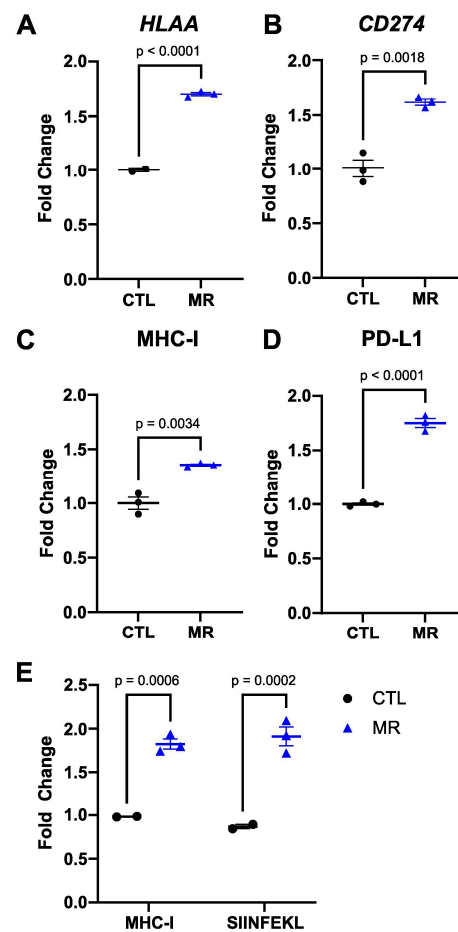 A
HLAA
p < 0.0001
2.0
1.5
1.0
0.5
0.0
Fold Change
CTL
MR
B
CD274
p = 0.0018
2.0
1.5
1.0
0.5
0.0
Fold Change
CTL
MR
C
MHC-I
p = 0.0034
2.0
1.5
1.0
0.5
0.0
Fold Change
CTL
MR
D
PD-L1
p < 0.0001
2.0
1.5
1.0
0.5
0.0
Fold Change
CTL
MR
E
p = 0.0006
p = 0.0002
2.5
2.0
1.5
1.0
0.5
0.0
Fold Change
MHC-I
SIINFEKL
CTL
MR